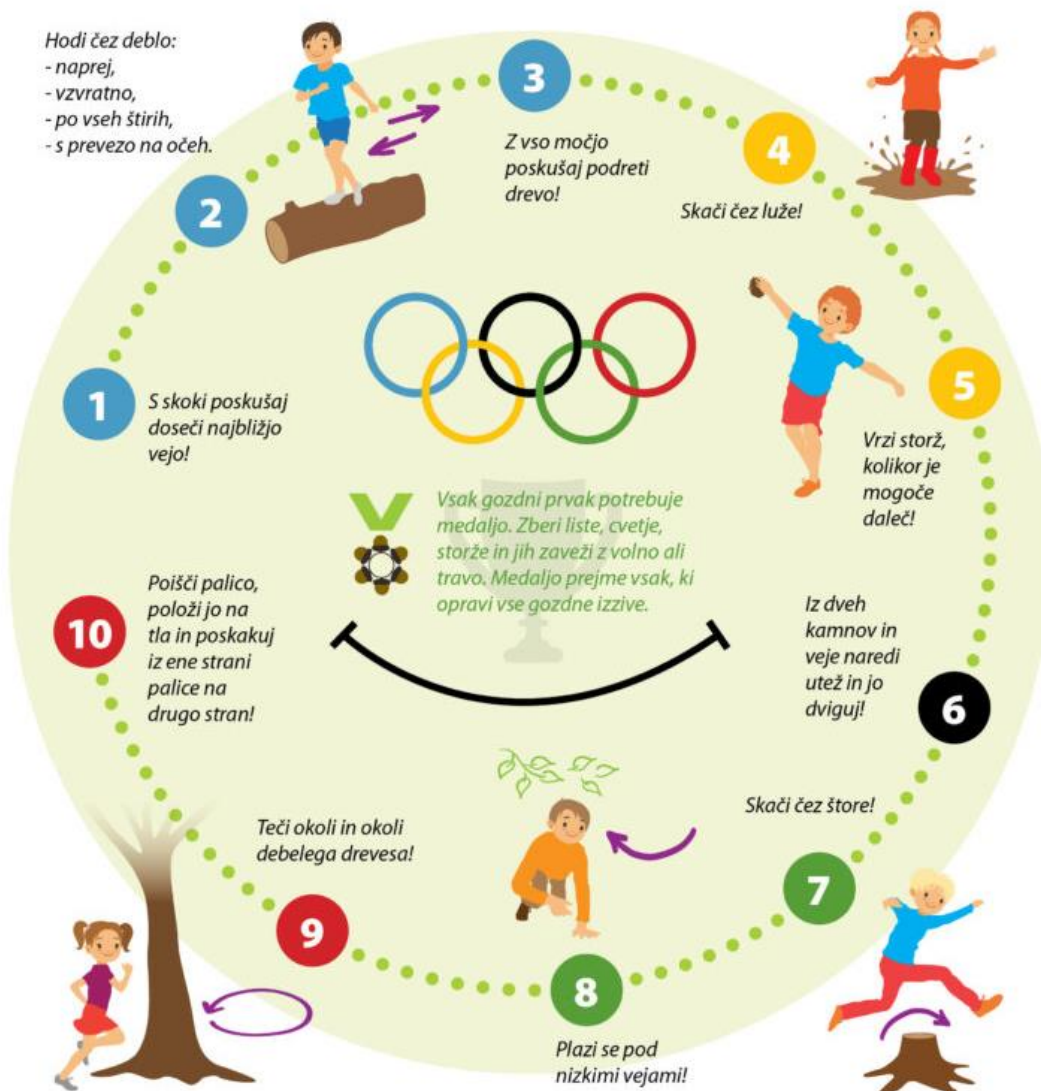 1
S skoki poskušaj
doseči najbližjo
vejo!
2
Hodi čez deblo:
- naprej,
- vzvratno,
- po vseh štirih,
- s prevezo na očeh.
3
Z vso močjo
poskušaj podreti
drevo!
4
Skači čez luže!
5
Vrzi storž,
kolikor je
mogoče
daleč!
6
Iz dveh
kamnov in
veje naredi
utež in jo
dviguj!
7
Skači čez štore!
8
Plazi se pod
nizkimi vejami!
9
Teči okoli in okoli
debelega drevesa!
10
Poišči palico,
položi jo na
tla in poskakuj
iz ene strani
palice na
drugo stran!
Vsak gozdni prvak potrebuje
medaljo. Zberi liste, cvetje,
storže in jih zaveži z volno ali
travo. Medaljo prejme vsak, ki
opravi vse gozdne izzive.